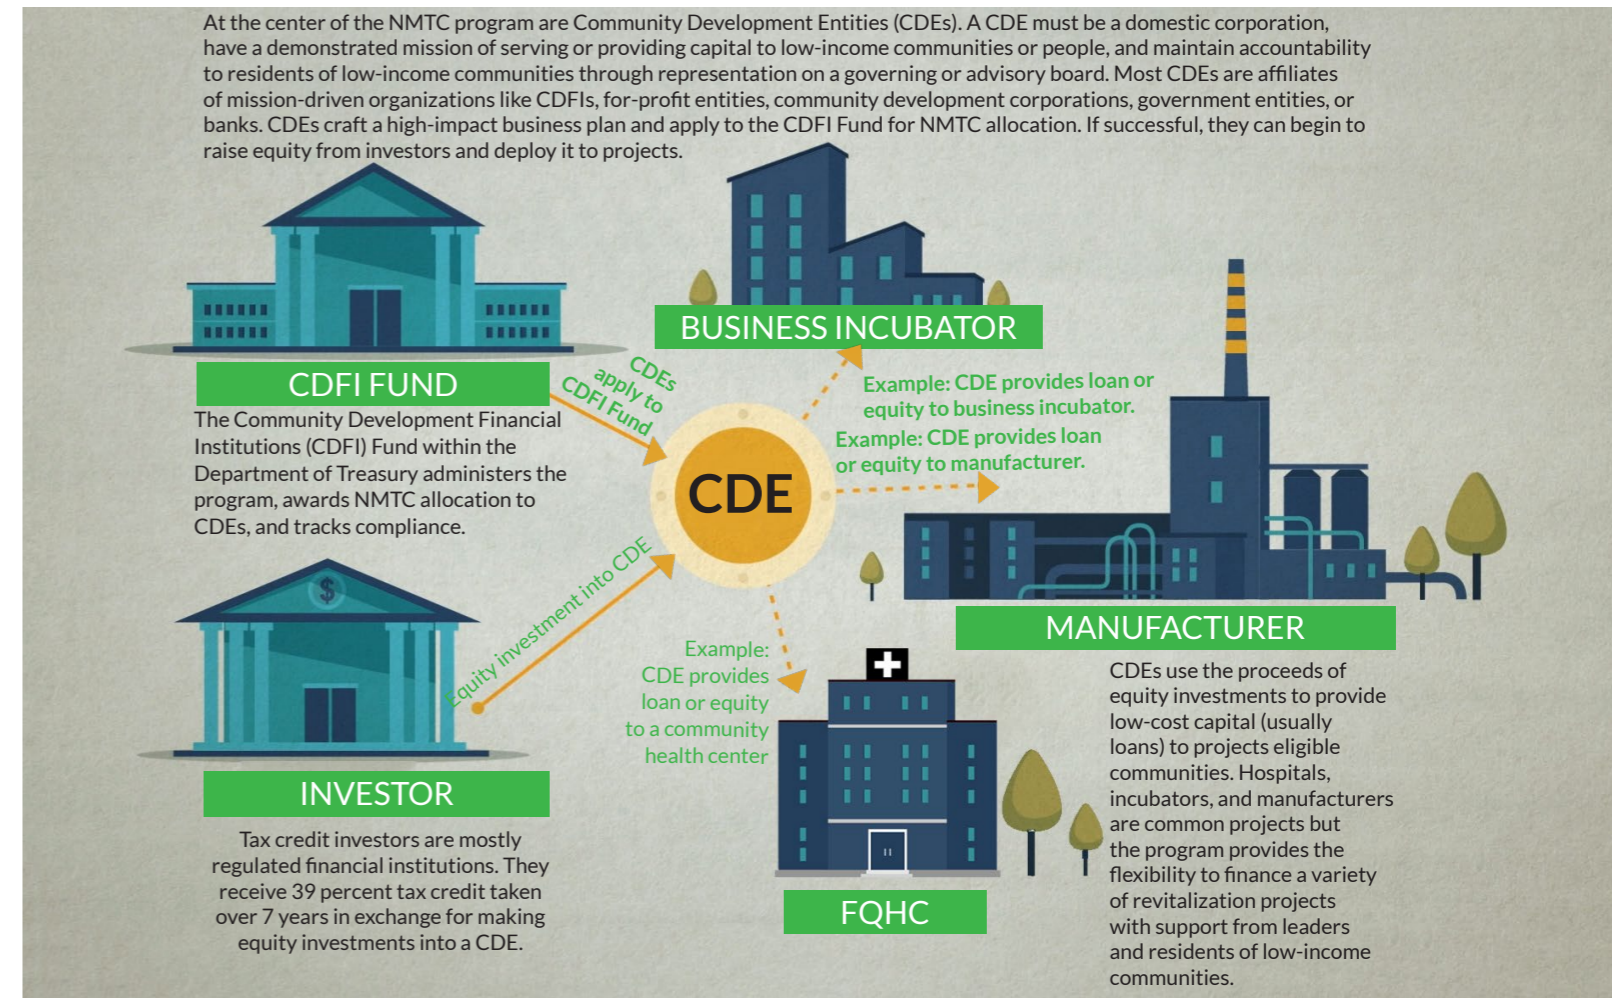 At the center of the NMTC program are Community Development Entities (CDEs). A CDE must be a domestic corporation,
have a demonstrated mission of serving or providing capital to low-income communities or people, and maintain accountability
to residents of low-income communities through representation on a governing or advisory board. Most CDEs are affiliates
of mission-driven organizations like CDFIs, for-profit entities, community development corporations, government entities, or
banks. CDEs craft a high-impact business plan and apply to the CDFI Fund for NMTC allocation. If successful, they can begin to
raise equity from investors and deploy it to projects.
BUSINESS INCUBATOR
CDFI FUND
The Community Development Financial
Institutions (CDFI) Fund within the
Department of Treasury administers the
program, awards NMTC allocation to
CDEs, and tracks compliance.
CDEs
apply to
CDFI Fund
Example: CDE provides loan or
equity to business incubator.
Example: CDE provides loan
or equity to manufacturer.
CDE
Equity investment into CDE
$
INVESTOR
Tax credit investors are mostly
regulated financial institutions. They
receive 39 percent tax credit taken
over 7 years in exchange for making
equity investments into a CDE.
Example:
CDE provides
loan or equity
to a community
health center
FQHC
MANUFACTURER
CDEs use the proceeds of
equity investments to provide
low-cost capital (usually
loans) to projects eligible
communities. Hospitals,
incubators, and manufacturers
are common projects but
the program provides the
flexibility to finance a variety
of revitalization projects
with support from leaders
and residents of low-income
communities.